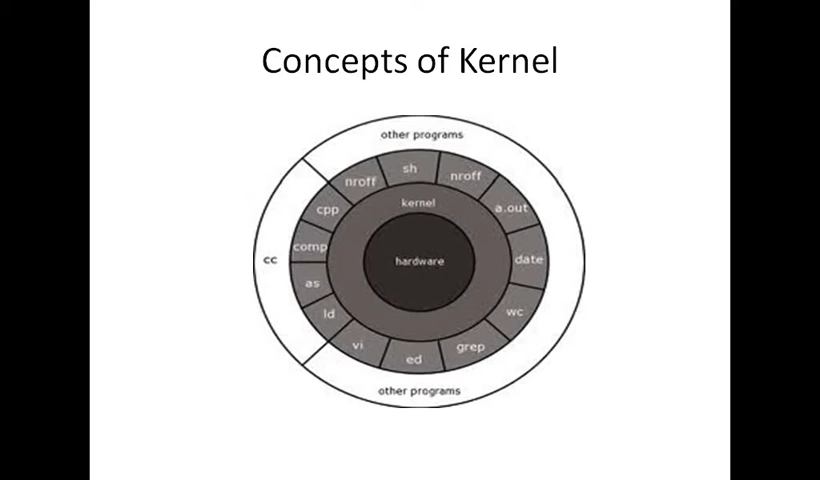 Concepts of Kernel
other programs
sh
nroff
nroff
cpp
a.out
kernel
comp
cc
hardware
date
as
ld
wc
vi
ed
grep
other programs